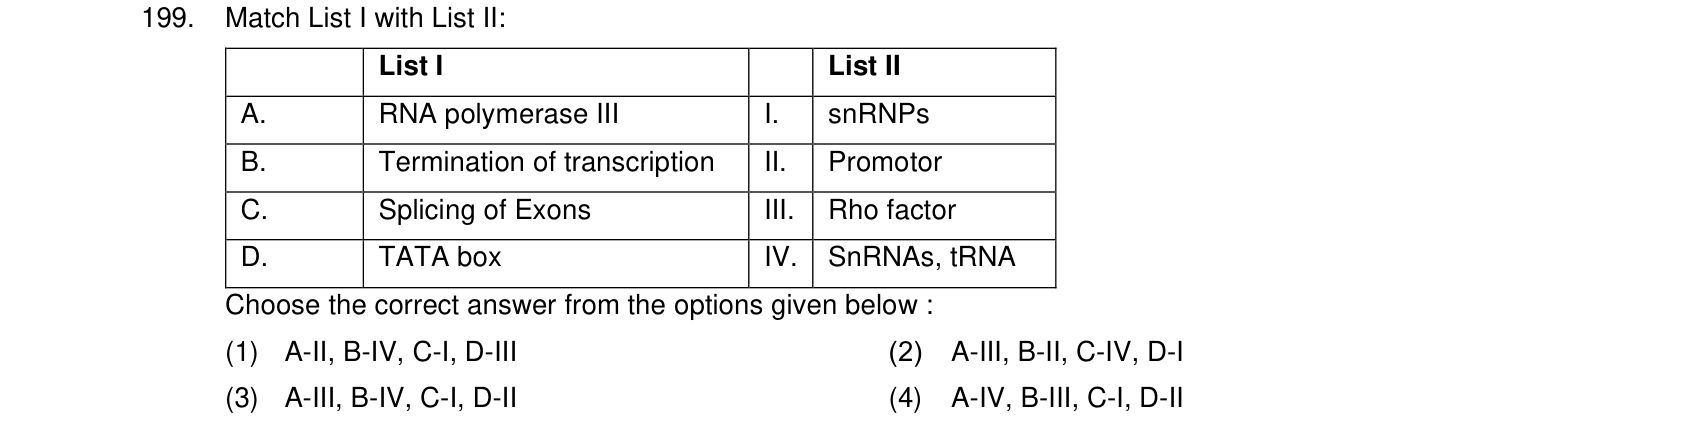 199. Match List I with List II:
List I List II
A. RNA polymerase III I. snRNPs
B. Termination of transcription II. Promotor
C. Splicing of Exons III. Rho factor
D. TATA box IV. SnRNAs, tRNA
Choose the correct answer from the options given below :
(1) A-II, B-IV, C-I, D-III (2) A-III, B-II, C-IV, D-I
(3) A-III, B-IV, C-I, D-II (4) A-IV, B-III, C-I, D-II